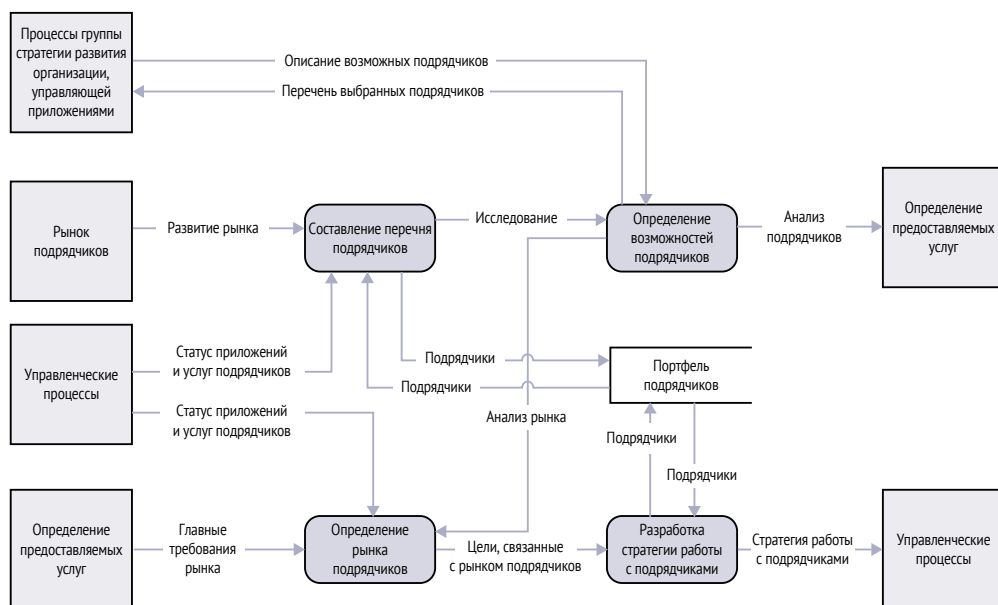 Процессы группы
стратегии развития
организации,
управляющей
приложениями
Описание возможных подрядчиков
Перечень выбранных подрядчиков
Рынок
подрядчиков
Развитие рынка
Составление перечня
подрядчиков
Исследование
Определение
возможностей
подрядчиков
Анализ
подрядчиков
Определение
предоставляемых
услуг
Управленческие
процессы
Статус приложений
и услуг подрядчиков
Статус приложений
и услуг подрядчиков
Подрядчики
Подрядчики
Портфель
подрядчиков
Анализ рынка
Подрядчики
Подрядчики
Определение
предоставляемых
услуг
Главные
требования
рынка
Определение
рынка
подрядчиков
Цели, связанные
с рынком подрядчиков
Разработка
стратегии работы
с подрядчиками
Стратегия работы
с подрядчиками
Управленческие
процессы